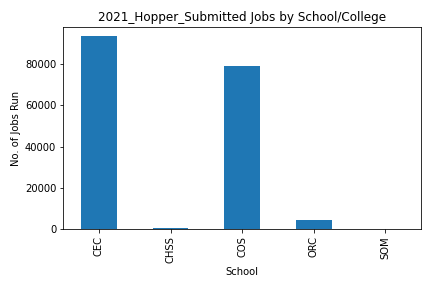 2021_Hopper_Submitted Jobs by School/College
No. of Jobs Run
80000
60000
40000
20000
0
CEC
CHSS
COS
ORC
SOM
School